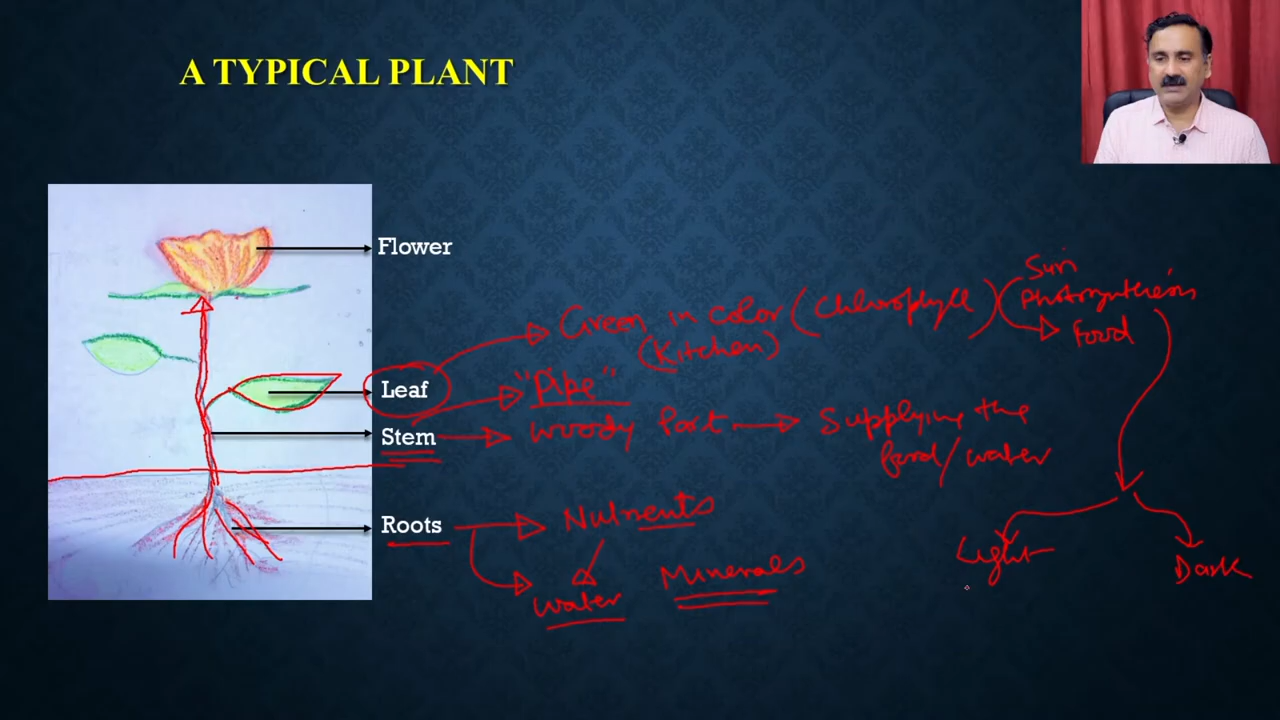 A TYPICAL PLANT
Flower
Sun
Green in color (Chlorophyll) Photosynthesis
(Kitchen)
Food
Leaf
"Pipe"
Stem
Woody Part
Supplying the
food/water
Roots
Nutrients
Water
Minerals
Light
Dark